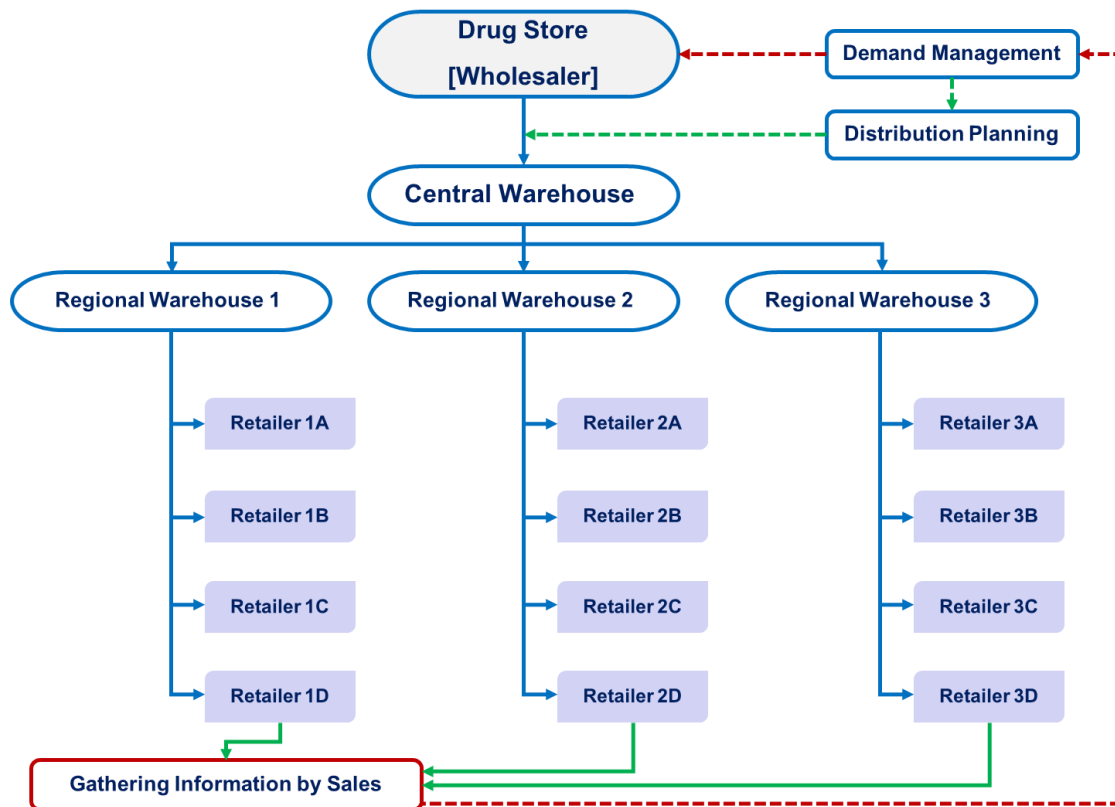 Drug Store
[Wholesaler]
Demand Management
Distribution Planning
Central Warehouse
Regional Warehouse 1
Regional Warehouse 2
Regional Warehouse 3
Retailer 1A
Retailer 2A
Retailer 3A
Retailer 1B
Retailer 2B
Retailer 3B
Retailer 1C
Retailer 2C
Retailer 3C
Retailer 1D
Retailer 2D
Retailer 3D
Gathering Information by Sales